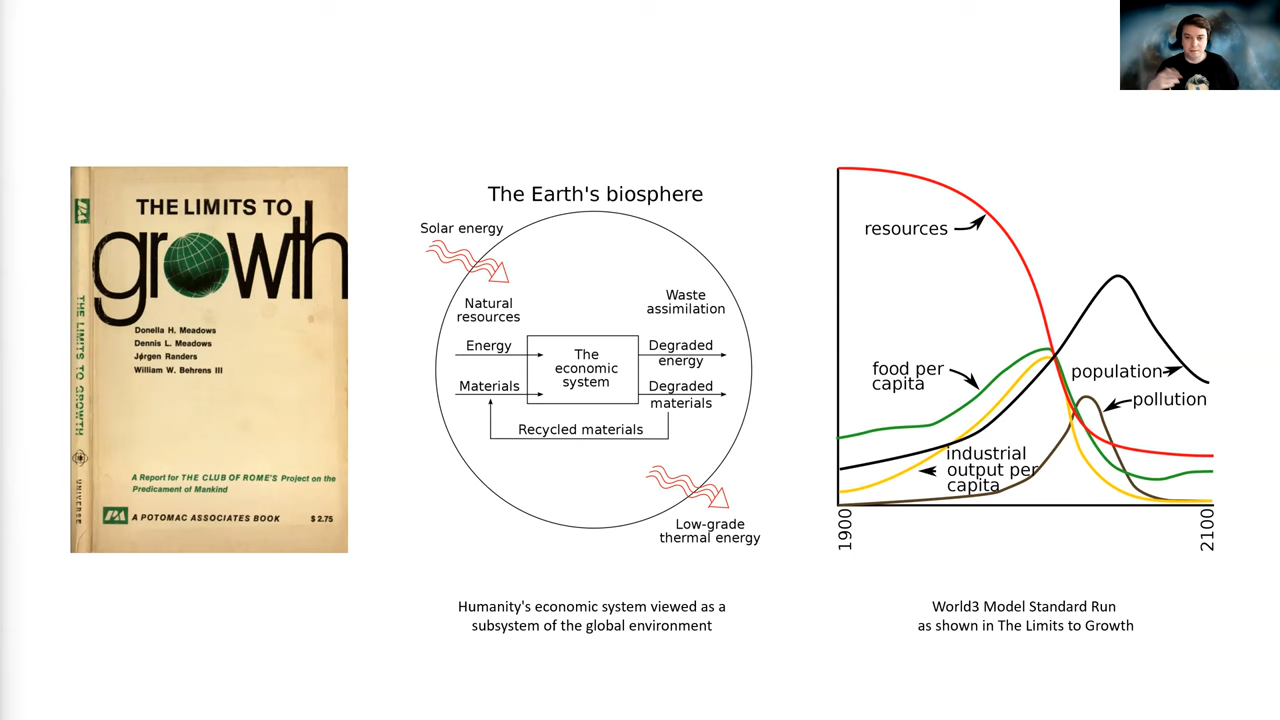 THE LIMITS TO
growth
Donella H. Meadows
Dennis L. Meadows
Jørgen Randers
William W. Behrens III
A Report for THE CLUB OF ROME'S Project on the
Predicament of Mankind
PA
A POTOMAC ASSOCIATES BOOK
$2.75
PA
THE LIMITS TO GROWTH
UNIVERSE
The Earth's biosphere
Solar energy
Natural
resources
Waste
assimilation
Energy
Materials
The
economic
system
Degraded
energy
Degraded
materials
Recycled materials
Low-grade
thermal energy
Humanity's economic system viewed as a
subsystem of the global environment
resources
food per
capita
population
pollution
industrial
output per
capita
1900
2100
World3 Model Standard Run
as shown in The Limits to Growth